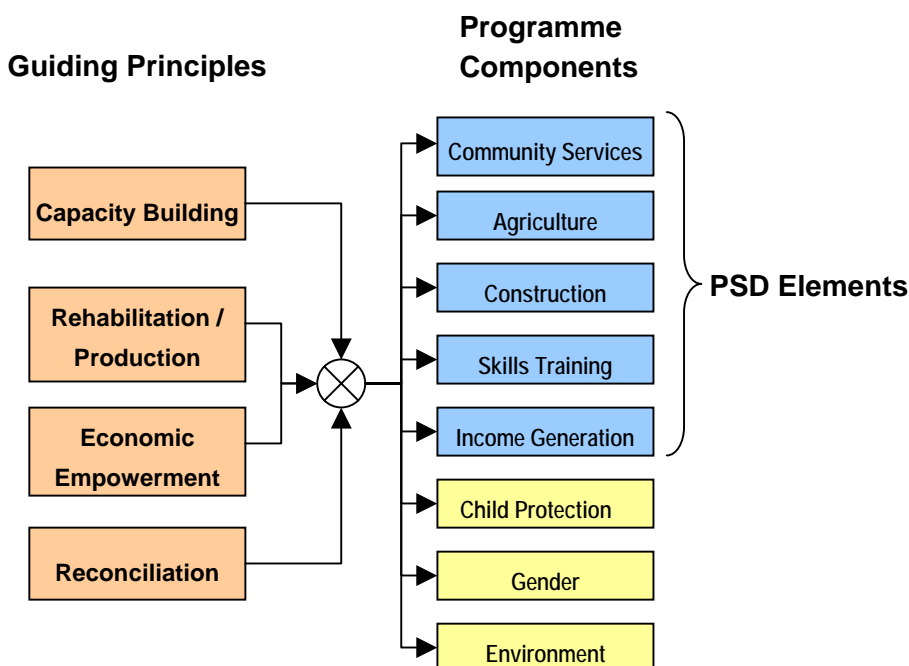 Guiding Principles
Capacity Building
Rehabilitation /
Production
Economic
Empowerment
Reconciliation
Programme
Components
Community Services
Agriculture
Construction
Skills Training
Income Generation
Child Protection
Gender
Environment
PSD Elements